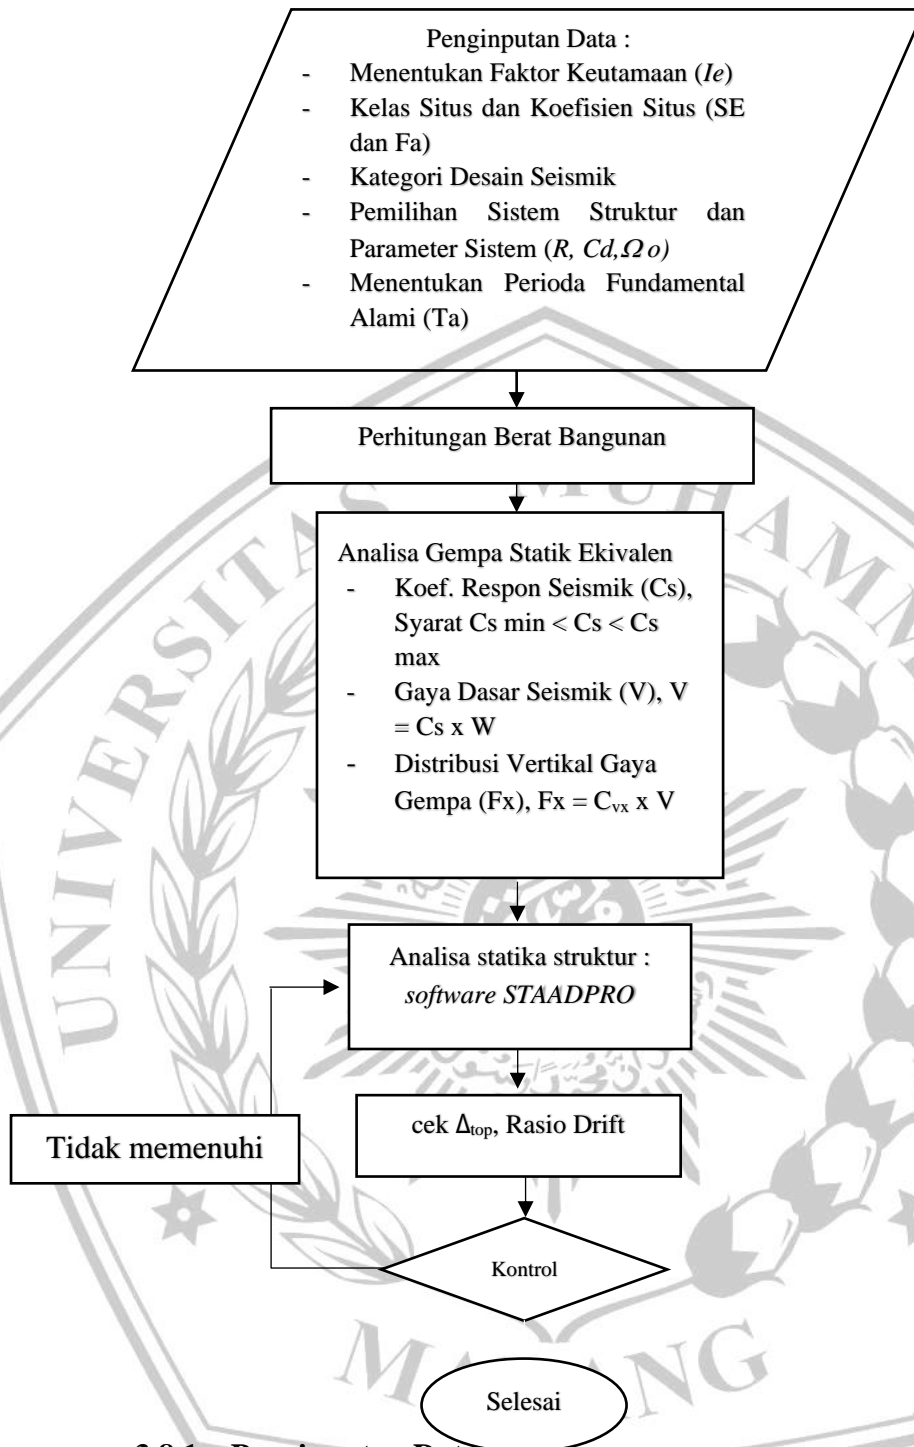 Penginputan Data :
- Menentukan Faktor Keutamaan (Ie)
- Kelas Situs dan Koefisien Situs (SE
dan Fa)
- Kategori Desain Seismik
- Pemilihan Sistem Struktur dan
Parameter Sistem (R, Cd,Ω o)
- Menentukan Perioda Fundamental
Alami (Ta)
Perhitungan Berat Bangunan
Analisa Gempa Statik Ekivalen
- Koef. Respon Seismik (Cs),
Syarat Cs min < Cs < Cs
max
- Gaya Dasar Seismik (V), V
= Cs x W
- Distribusi Vertikal Gaya
Gempa (Fx), Fx = Cvx x V
Analisa statika struktur :
software STAADPRO
cek Δtop, Rasio Drift
Tidak memenuhi
Kontrol
Selesai
UNIVERSITAS MUHAMM
MALANG